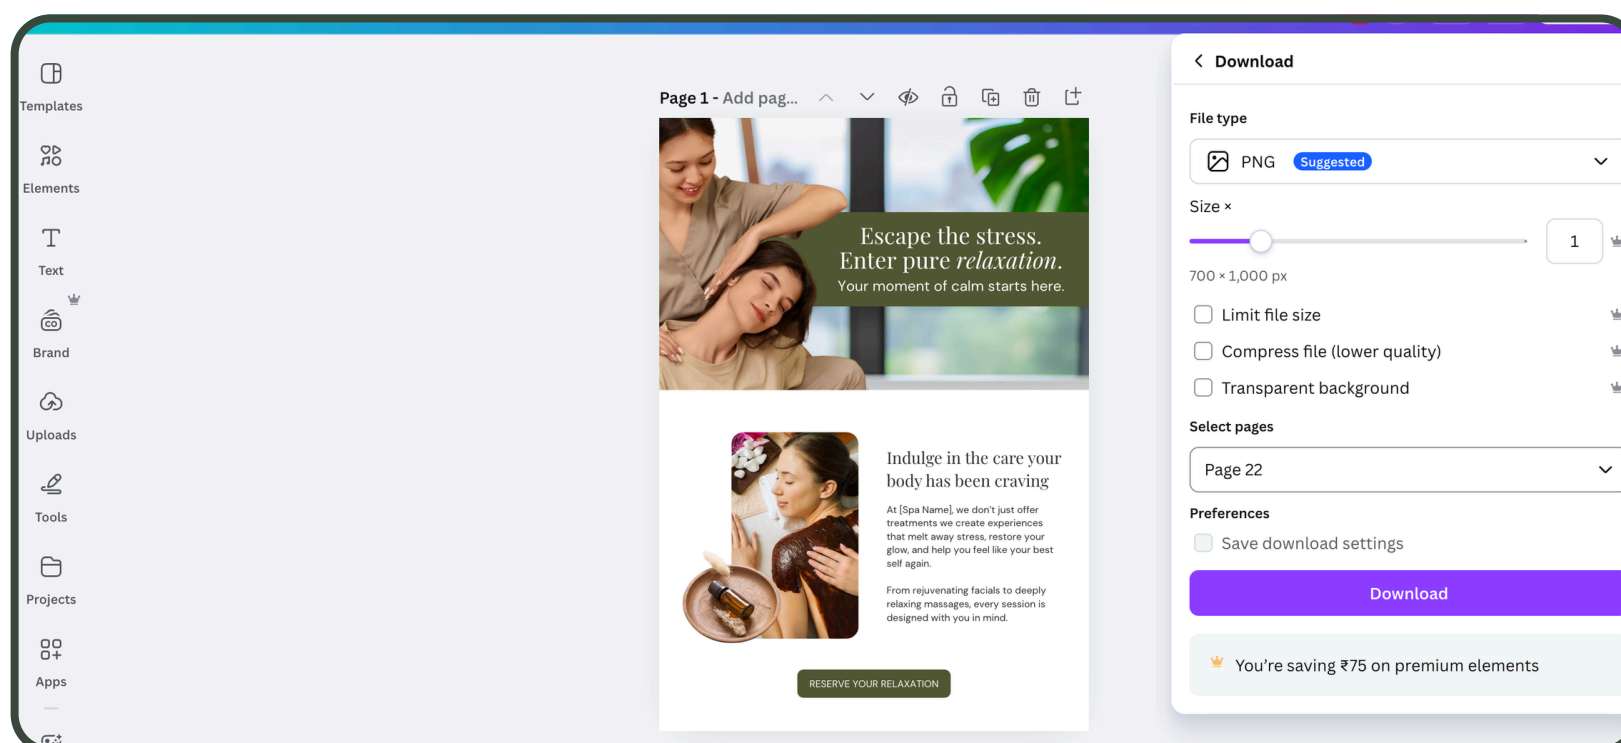 Templates
Elements
Text
Brand
Uploads
Tools
Projects
Apps
Page 1 - Add pag...
Escape the stress.
Enter pure relaxation.
Your moment of calm starts here.
Indulge in the care your
body has been craving
At [Spa Name], we don't just offer
treatments we create experiences
that melt away stress, restore your
glow, and help you feel like your best
self again.
From rejuvenating facials to deeply
relaxing massages, every session is
designed with you in mind.
RESERVE YOUR RELAXATION
Download
File type
PNG Suggested
Size ×
1
700 × 1,000 px
Limit file size
Compress file (lower quality)
Transparent background
Select pages
Page 22
Preferences
Save download settings
Download
You’re saving ₹75 on premium elements